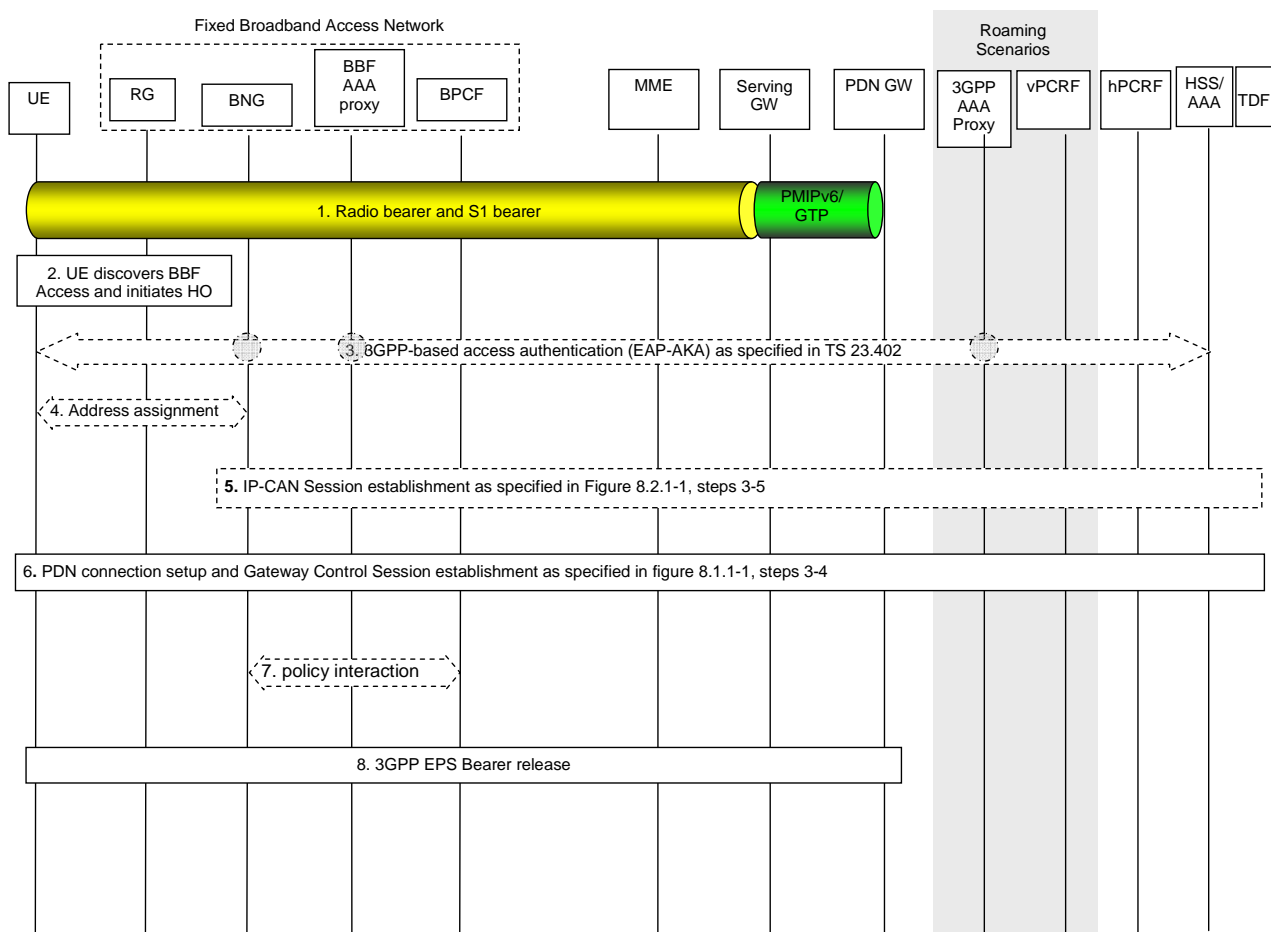 Fixed Broadband Access Network
Roaming
Scenarios
UE
RG
BNG
BBF
AAA
proxy
BPCF
MME
Serving
GW
PDN GW
3GPP
AAA
Proxy
vPCRF
hPCRF
HSS/
AAA
TDF
1. Radio bearer and S1 bearer
PMIPv6/
GTP
2. UE discovers BBF
Access and initiates HO
3. 3GPP-based access authentication (EAP-AKA) as specified in TS 23.402
4. Address assignment
5. IP-CAN Session establishment as specified in Figure 8.2.1-1, steps 3-5
6. PDN connection setup and Gateway Control Session establishment as specified in figure 8.1.1-1, steps 3-4
7. policy interaction
8. 3GPP EPS Bearer release